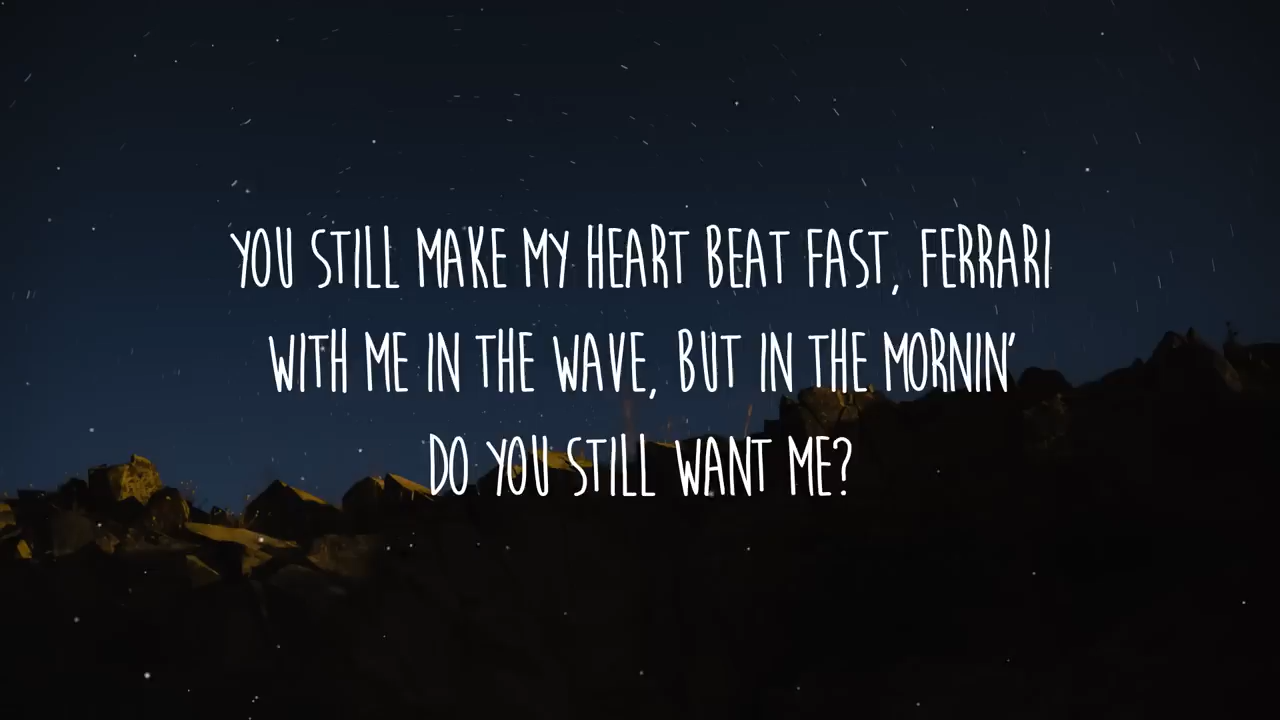 YOU STILL MAKE MY HEART BEAT FAST, FERRARI
WITH ME IN THE WAVE, BUT IN THE MORNIN'
DO YOU STILL WANT ME?